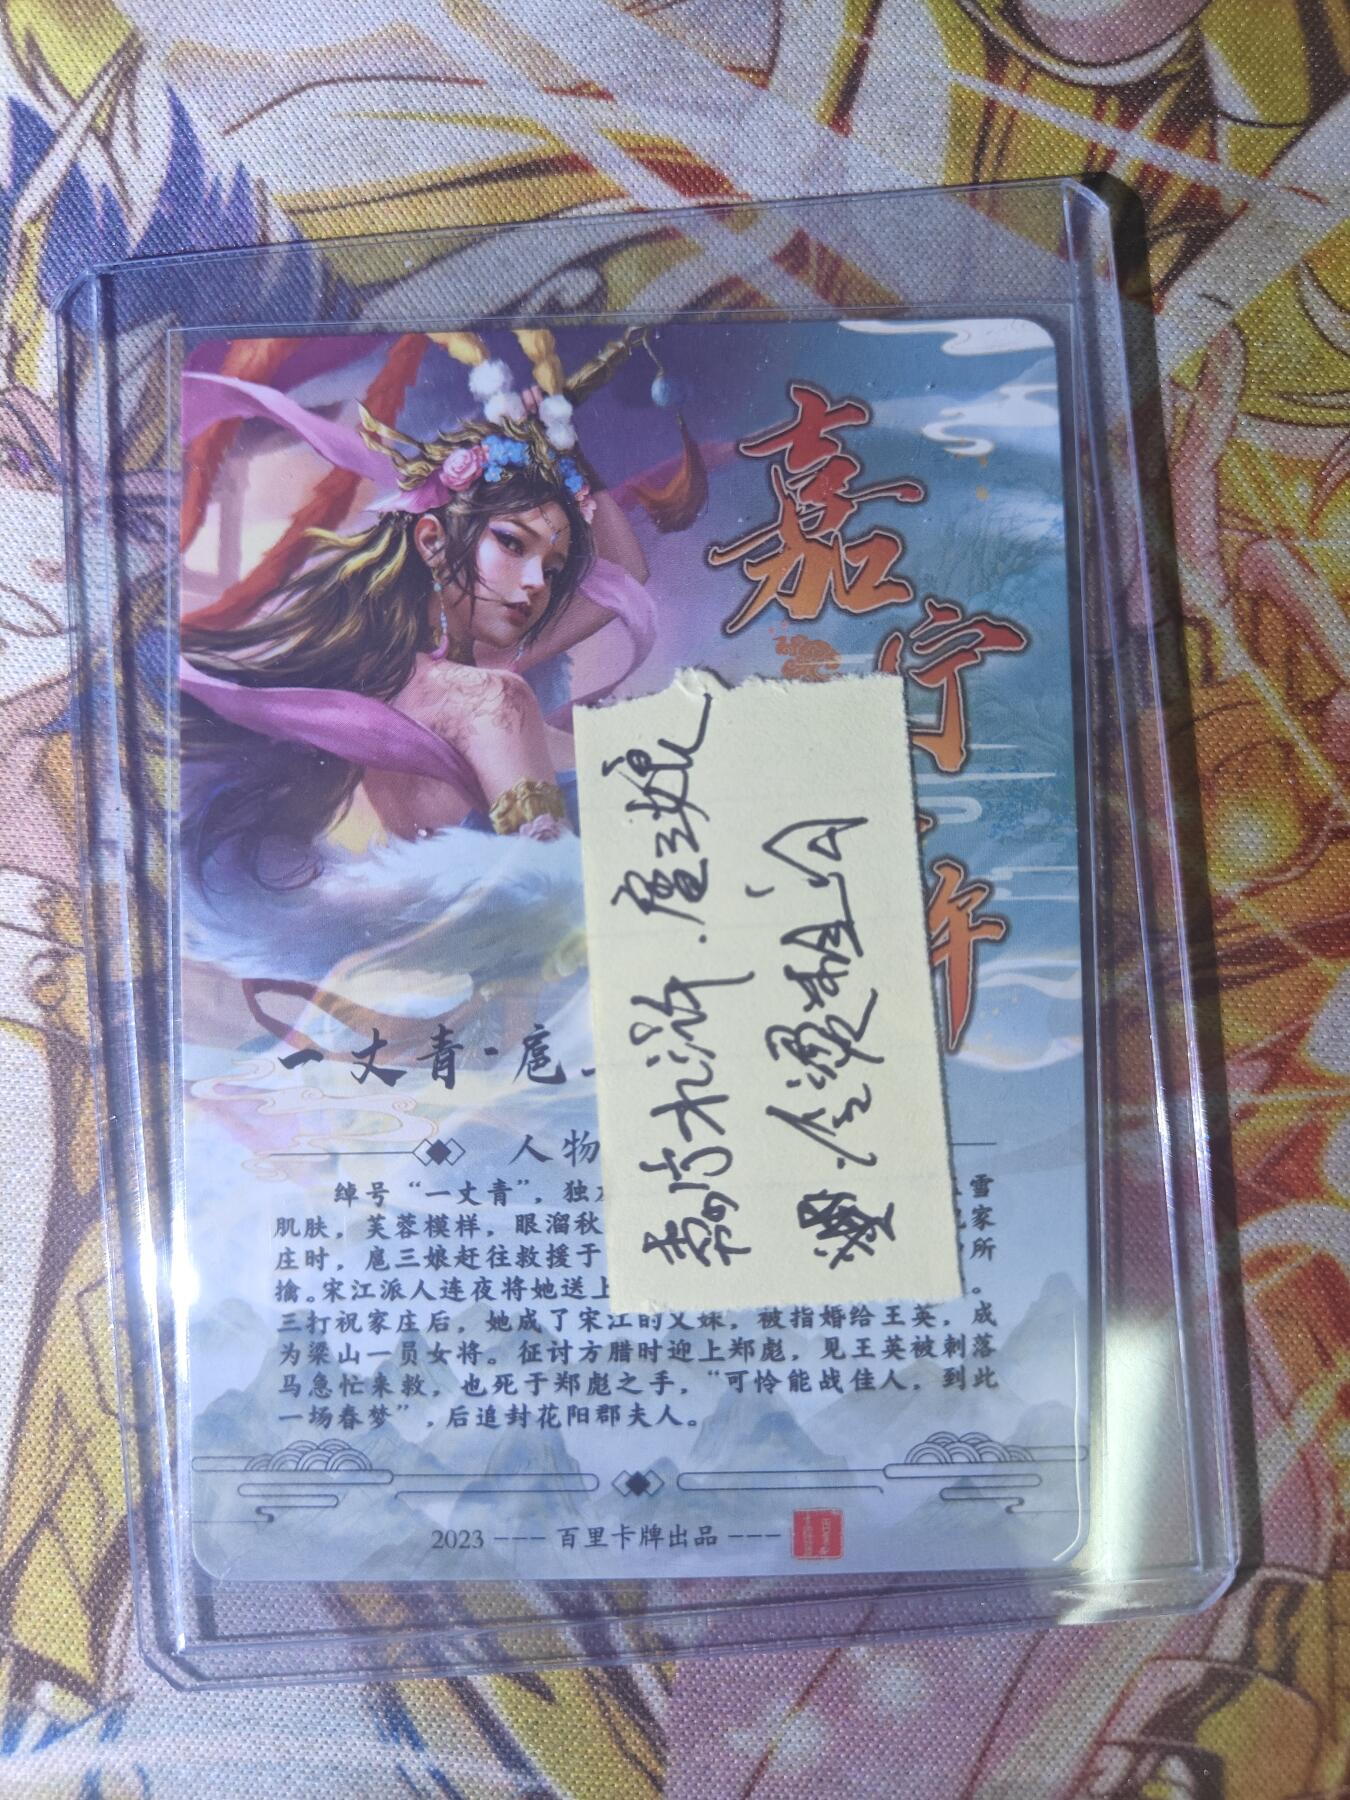 嘉
宁
年
一丈青·扈
人物
绰号“一丈青”，独
雪
肌肤，芙蓉模样，眼溜秋
家
庄时，扈三娘赶往救援于
所
擒。宋江派人连夜将她送上
。
三打祝家庄后，她成了宋江的义妹，被指婚给王英，成
为梁山一员女将。征讨方腊时迎上郑彪，见王英被刺落
马急忙来救，也死于郑彪之手，“可怜能战佳人，到此
一场春梦”，后追封花阳郡夫人。
2023 --- 百里卡牌出品 ---
嘉尚水浒.扈三娘